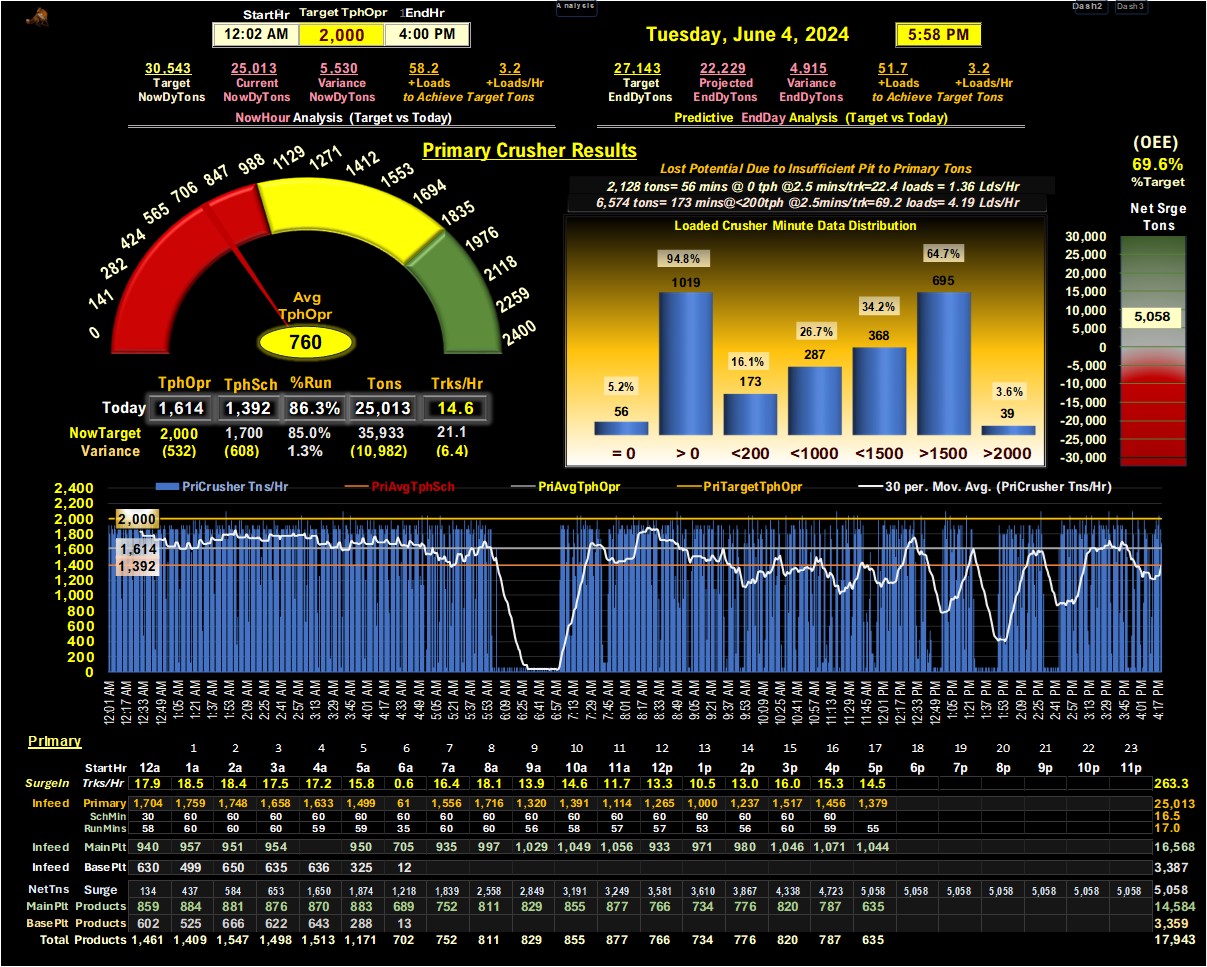 Analysis
Dash2 Dash3
StartHr Target TphOpr 1EndHr
12:02 AM 2,000 4:00 PM
Tuesday, June 4, 2024 5:58 PM
30,543 25,013 5,530 58.2 3.2
Target Current Variance +Loads +Loads/Hr
NowDyTons NowDyTons NowDyTons to Achieve Target Tons
NowHour Analysis (Target vs Today)
27,143 22,229 4,915 51.7 3.2
Target Projected Variance +Loads +Loads/Hr
EndDyTons EndDyTons EndDyTons to Achieve Target Tons
Predictive EndDay Analysis (Target vs Today)
Primary Crusher Results
0 141 282 424 565 706 847 988 1129 1271 1412 1553 1694 1835 1976 2118 2259 2400
Avg
TphOpr
760
Lost Potential Due to Insufficient Pit to Primary Tons
2,128 tons= 56 mins @ 0 tph @2.5 mins/trk=22.4 loads = 1.36 Lds/Hr
6,574 tons= 173 mins@<200tph @2.5mins/trk=69.2 loads= 4.19 Lds/Hr
Loaded Crusher Minute Data Distribution
5.2% 94.8% 16.1% 26.7% 34.2% 64.7% 3.6%
56 1019 173 287 368 695 39
= 0 > 0 <200 <1000 <1500 >1500 >2000
(OEE)
69.6%
%Target
Net Srge
Tons
30,000
25,000
20,000
15,000
10,000
5,000
0
-5,000
-10,000
-15,000
-20,000
-25,000
-30,000
5,058
TphOpr TphSch %Run Tons Trks/Hr
Today 1,614 1,392 86.3% 25,013 14.6
NowTarget 2,000 1,700 85.0% 35,933 21.1
Variance (532) (608) 1.3% (10,982) (6.4)
PriCrusher Tns/Hr PriAvgTphSch PriAvgTphOpr PriTargetTphOpr 30 per. Mov. Avg. (PriCrusher Tns/Hr)
2,400
2,200
2,000
1,800
1,600
1,400
1,200
1,000
800
600
400
200
0
2,000
1,614
1,392
12:01 AM 12:17 AM 12:33 AM 12:49 AM 1:05 AM 1:21 AM 1:37 AM 1:53 AM 2:09 AM 2:25 AM 2:41 AM 2:57 AM 3:13 AM 3:29 AM 3:45 AM 4:01 AM 4:17 AM 4:33 AM 4:49 AM 5:05 AM 5:21 AM 5:37 AM 5:53 AM 6:09 AM 6:25 AM 6:41 AM 6:57 AM 7:13 AM 7:29 AM 7:45 AM 8:01 AM 8:17 AM 8:33 AM 8:49 AM 9:05 AM 9:21 AM 9:37 AM 9:53 AM 10:09 AM 10:25 AM 10:41 AM 10:57 AM 11:13 AM 11:29 AM 11:45 AM 12:01 PM 12:17 PM 12:33 PM 12:49 PM 1:05 PM 1:21 PM 1:37 PM 1:53 PM 2:09 PM 2:25 PM 2:41 PM 2:57 PM 3:13 PM 3:29 PM 3:45 PM 4:01 PM 4:17 PM
Primary
1 2 3 4 5 6 7 8 9 10 11 12 13 14 15 16 17 18 19 20 21 22 23
StartHr 12a 1a 2a 3a 4a 5a 6a 7a 8a 9a 10a 11a 12p 1p 2p 3p 4p 5p 6p 7p 8p 9p 10p 11p
SurgeIn Trks/Hr 17.9 18.5 18.4 17.5 17.2 15.8 0.6 16.4 18.1 13.9 14.6 11.7 13.3 10.5 13.0 16.0 15.3 14.5 263.3
Infeed Primary 1,704 1,759 1,748 1,658 1,633 1,499 61 1,556 1,716 1,320 1,391 1,114 1,265 1,000 1,237 1,517 1,456 1,379 25,013
SchMin 30 60 60 60 60 60 60 60 60 60 60 60 60 60 60 60 60 16.5
RunMins 58 60 60 60 59 59 35 60 60 56 58 57 57 53 56 60 59 55 17.0
Infeed MainPlt 940 957 951 954 950 705 935 997 1,029 1,049 1,056 933 971 980 1,046 1,071 1,044 16,568
Infeed BasePlt 630 499 650 635 636 325 12 3,387
NetTns Surge 134 437 584 653 1,650 1,874 1,218 1,839 2,558 2,849 3,191 3,249 3,581 3,610 3,867 4,338 4,723 5,058 5,058 5,058 5,058 5,058 5,058 5,058 5,058
MainPlt Products 859 884 881 876 870 883 689 752 811 829 855 877 766 734 776 820 787 635 14,584
BasePlt Products 602 525 666 622 643 288 13 3,359
Total Products 1,461 1,409 1,547 1,498 1,513 1,171 702 752 811 829 855 877 766 734 776 820 787 635 17,943